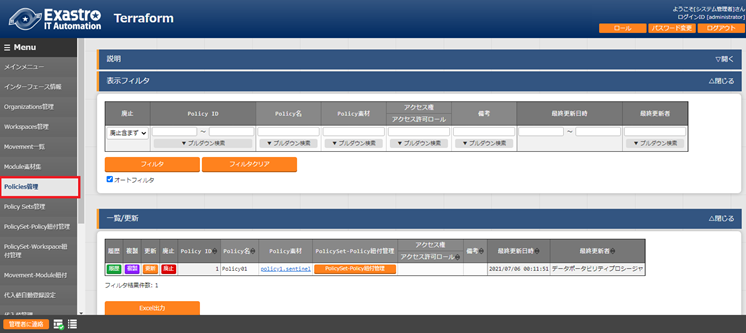 Exastro
IT Automation
Terraform
ようこそ[システム管理者]さん
ログインID [administrator]
ロール
パスワード変更
ログアウト
Menu
メインメニュー
インターフェース情報
Organizations管理
Workspaces管理
Movement一覧
Module素材集
Policies管理
Policy Sets管理
PolicySet-Policy紐付管理
PolicySet-Workspace紐
付管理
Movement-Module紐付
代入値自動登録設定
説明
▽開く
表示フィルタ
△閉じる
廃止
Policy ID
Policy名
Policy素材
アクセス権
アクセス許可ロール
備考
最終更新日時
最終更新者
廃止含まず
～
～
▼プルダウン検索
▼プルダウン検索
▼プルダウン検索
▼プルダウン検索
▼プルダウン検索
▼プルダウン検索
フィルタ
フィルタクリア
オートフィルタ
一覧/更新
△閉じる
履歴
複製
更新
廃止
Policy ID
Policy名
Policy素材
PolicySet-Policy紐付管理
アクセス権
アクセス許可ロール
備考
最終更新日時
最終更新者
履歴
複製
更新
廃止
1
Policy01
policy1.sentinel
PolicySet-Policy紐付管理
2021/07/06 00:11:51
データポータビリティプロシージャ
フィルタ結果件数: 1
Excel出力
管理者に連絡